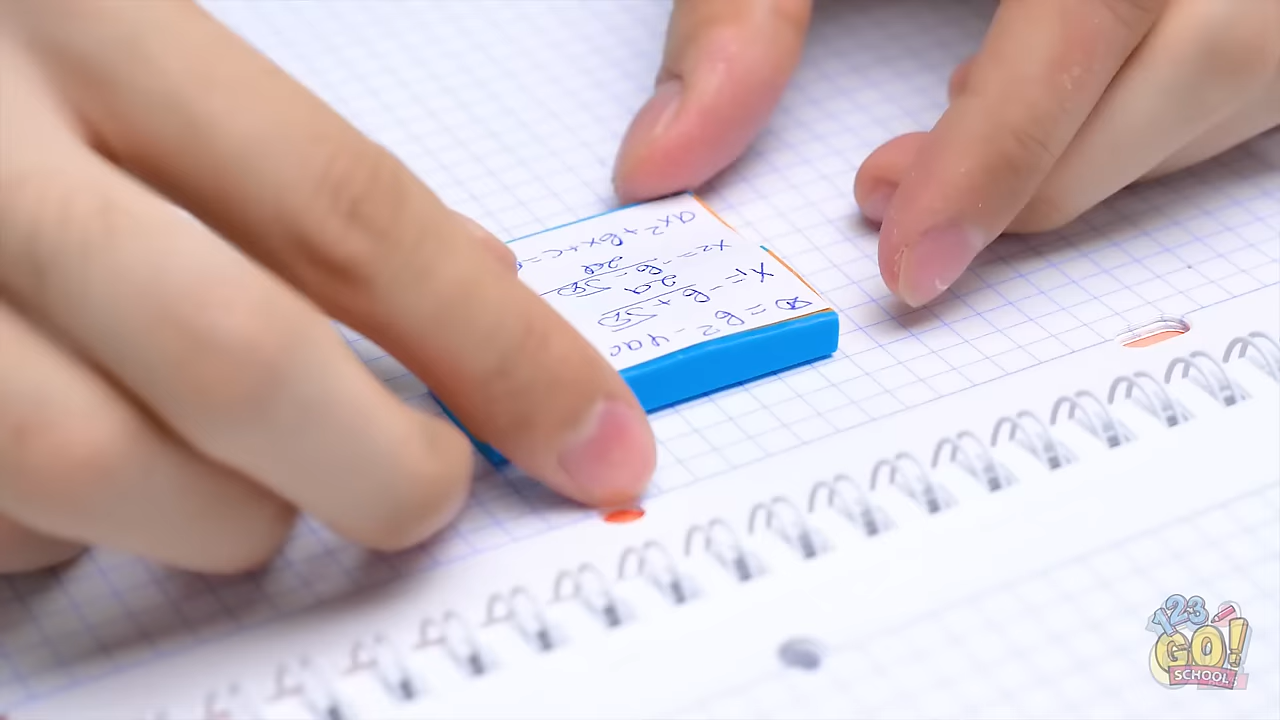 D = b² - 4ac
x₁ = -b + √D
2a
x₂ = -b - √D
2a
ax² + bx + c =
123
GO!
SCHOOL